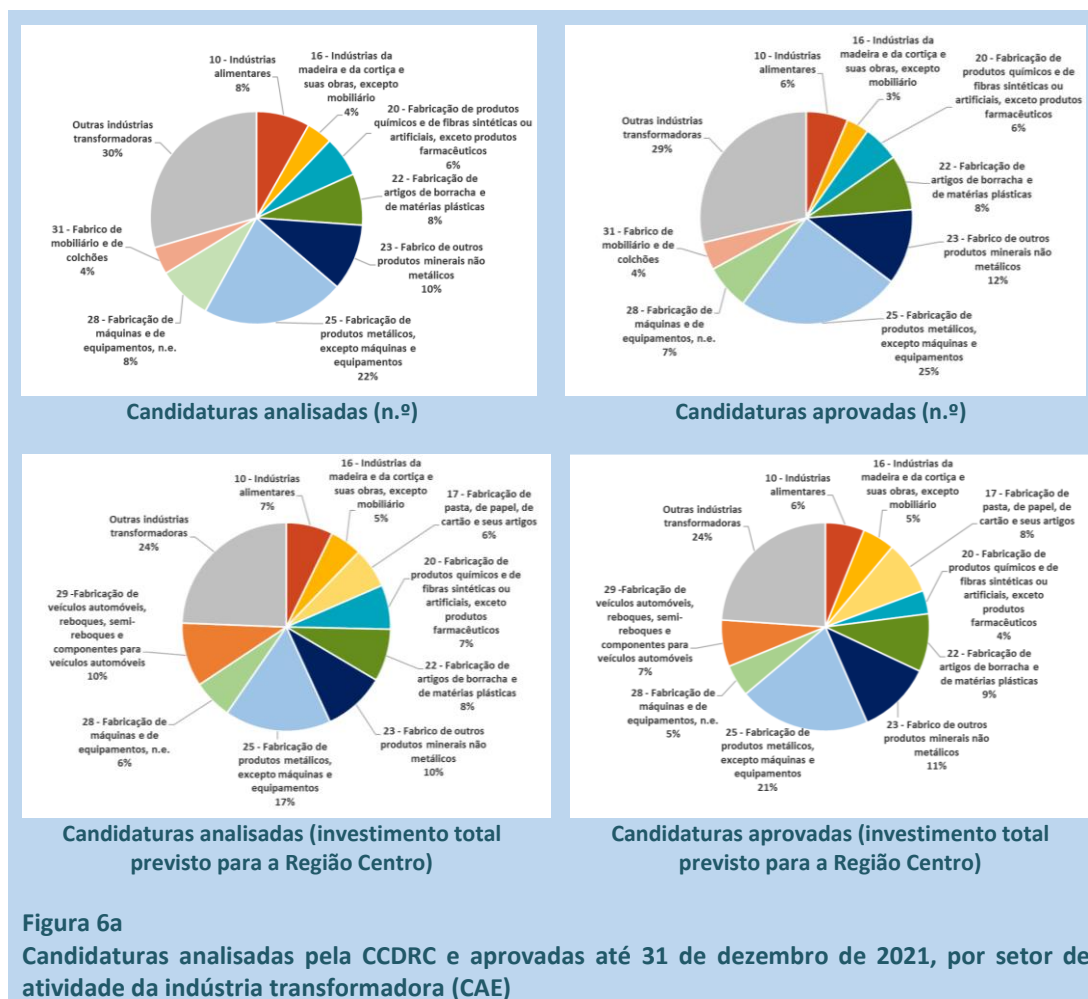 10 - Indústrias
alimentares
8%
16 - Indústrias da
madeira e da cortiça e
suas obras, excepto
mobiliário
4%
20 - Fabricação de produtos
químicos e de fibras sintéticas ou
artificiais, exceto produtos
farmacêuticos
6%
22 - Fabricação de
artigos de borracha e
de matérias plásticas
8%
23 - Fabrico de outros
produtos minerais não
metálicos
10%
25 - Fabricação de
produtos metálicos,
excepto máquinas e
equipamentos
22%
28 - Fabricação de
máquinas e de
equipamentos, n.e.
8%
31 - Fabrico de
mobiliário e de
colchões
4%
Outras indústrias
transformadoras
30%
Candidaturas analisadas (n.º)
10 - Indústrias
alimentares
6%
16 - Indústrias da
madeira e da cortiça e
suas obras, excepto
mobiliário
3%
20 - Fabricação de
produtos químicos e de
fibras sintéticas ou
artificiais, exceto produtos
farmacêuticos
6%
22 - Fabricação de
artigos de borracha e
de matérias plásticas
8%
23 - Fabrico de outros
produtos minerais não
metálicos
12%
25 - Fabricação de
produtos metálicos,
excepto máquinas e
equipamentos
25%
28 - Fabricação de
máquinas e de
equipamentos, n.e.
7%
31 - Fabrico de
mobiliário e de
colchões
4%
Outras indústrias
transformadoras
29%
Candidaturas aprovadas (n.º)
10 - Indústrias
alimentares
7%
16 - Indústrias da
madeira e da cortiça e
suas obras, excepto
mobiliário
5%
17 - Fabricação de
pasta, de papel, de
cartão e seus artigos
6%
20 - Fabricação de
produtos químicos e de
fibras sintéticas ou
artificiais, exceto
produtos
farmacêuticos
7%
22 - Fabricação de
artigos de borracha e
de matérias plásticas
8%
23 - Fabrico de outros
produtos minerais não
metálicos
10%
25 - Fabricação de
produtos metálicos,
excepto máquinas e
equipamentos
17%
28 - Fabricação de
máquinas e de
equipamentos, n.e.
6%
29 -Fabricação de
veículos automóveis,
reboques, semi-
reboques e
componentes para
veículos automóveis
10%
Outras indústrias
transformadoras
24%
Candidaturas analisadas (investimento total
previsto para a Região Centro)
10 - Indústrias
alimentares
6%
16 - Indústrias da
madeira e da cortiça e
suas obras, excepto
mobiliário
5%
17 - Fabricação de
pasta, de papel, de
cartão e seus artigos
8%
20 - Fabricação de
produtos químicos e de
fibras sintéticas ou
artificiais, exceto
produtos
farmacêuticos
4%
22 - Fabricação de
artigos de borracha e
de matérias plásticas
9%
23 - Fabrico de outros
produtos minerais não
metálicos
11%
25 - Fabricação de
produtos metálicos,
excepto máquinas e
equipamentos
21%
28 - Fabricação de
máquinas e de
equipamentos, n.e.
5%
29 -Fabricação de
veículos automóveis,
reboques, semi-
reboques e
componentes para
veículos automóveis
7%
Outras indústrias
transformadoras
24%
Candidaturas aprovadas (investimento total
previsto para a Região Centro)
Figura 6a
Candidaturas analisadas pela CCDRC e aprovadas até 31 de dezembro de 2021, por setor de
atividade da indústria transformadora (CAE)